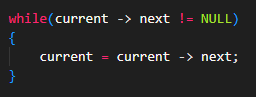 while(current -> next != NULL)
{
    current = current -> next;
}